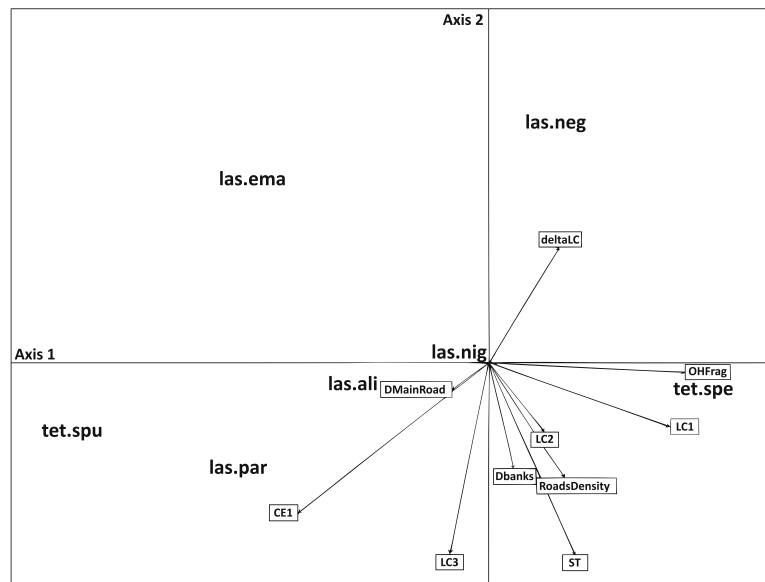 Axis 2
las.neg
las.ema
deltaLC
Axis 1
las.nig
OHFrag
las.ali
DMainRoad
tet.spe
tet.spu
LC1
LC2
las.par
Dbanks
RoadsDensity
CE1
LC3
ST